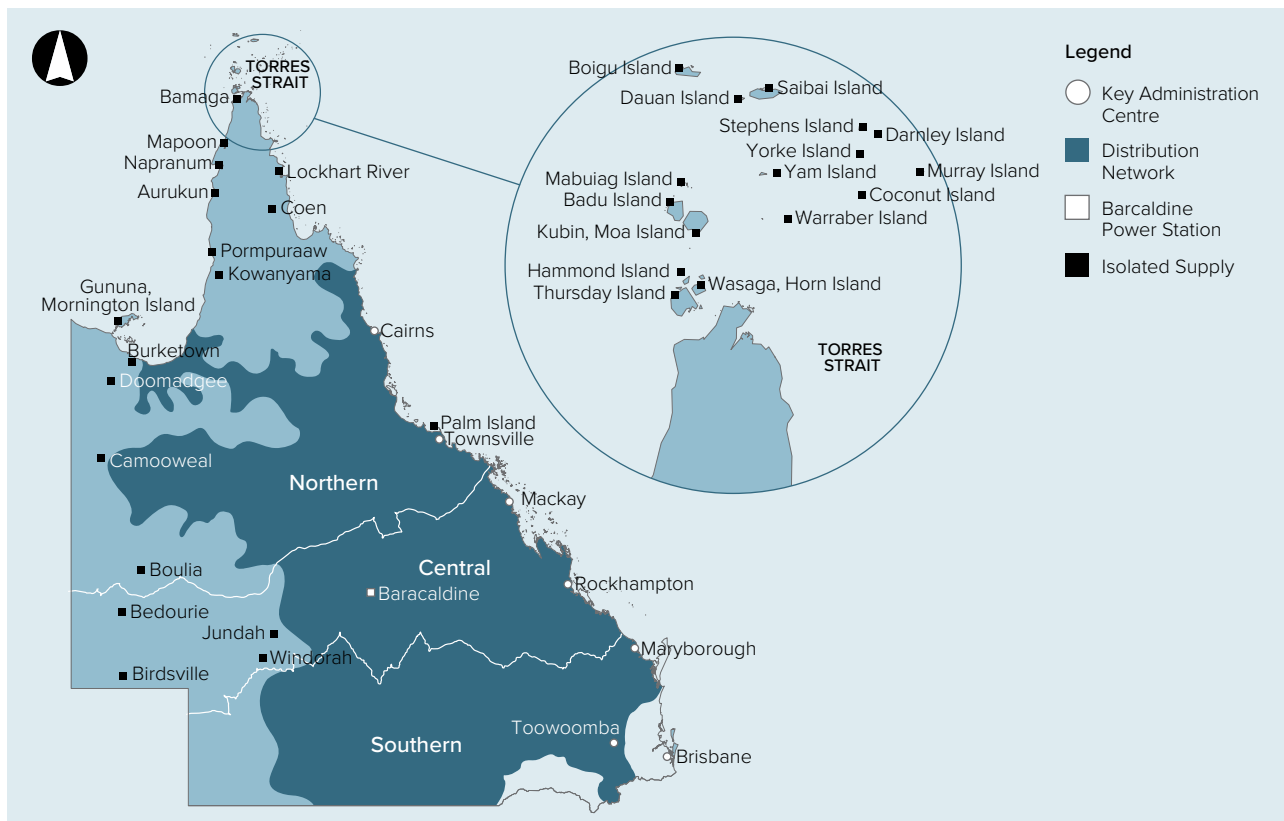 TORRES
STRAIT
Bamaga
Mapoon
Napranum
Lockhart River
Aurukun
Coen
Pormpuraaw
Kowanyama
Gununa,
Mornington Island
Cairns
Burketown
Doomadgee
Palm Island
Townsville
Camooweal
Northern
Mackay
Central
Boulia
Rockhampton
Baracaldine
Bedourie
Jundah
Maryborough
Windorah
Birdsville
Toowoomba
Southern
Brisbane
Boigu Island
Saibai Island
Dauan Island
Stephens Island
Darnley Island
Yorke Island
Yam Island
Murray Island
Mabuiag Island
Badu Island
Coconut Island
Warraber Island
Kubin, Moa Island
Hammond Island
Wasaga, Horn Island
Thursday Island
TORRES
STRAIT
Legend
Key Administration
Centre
Distribution
Network
Barcaldine
Power Station
Isolated Supply